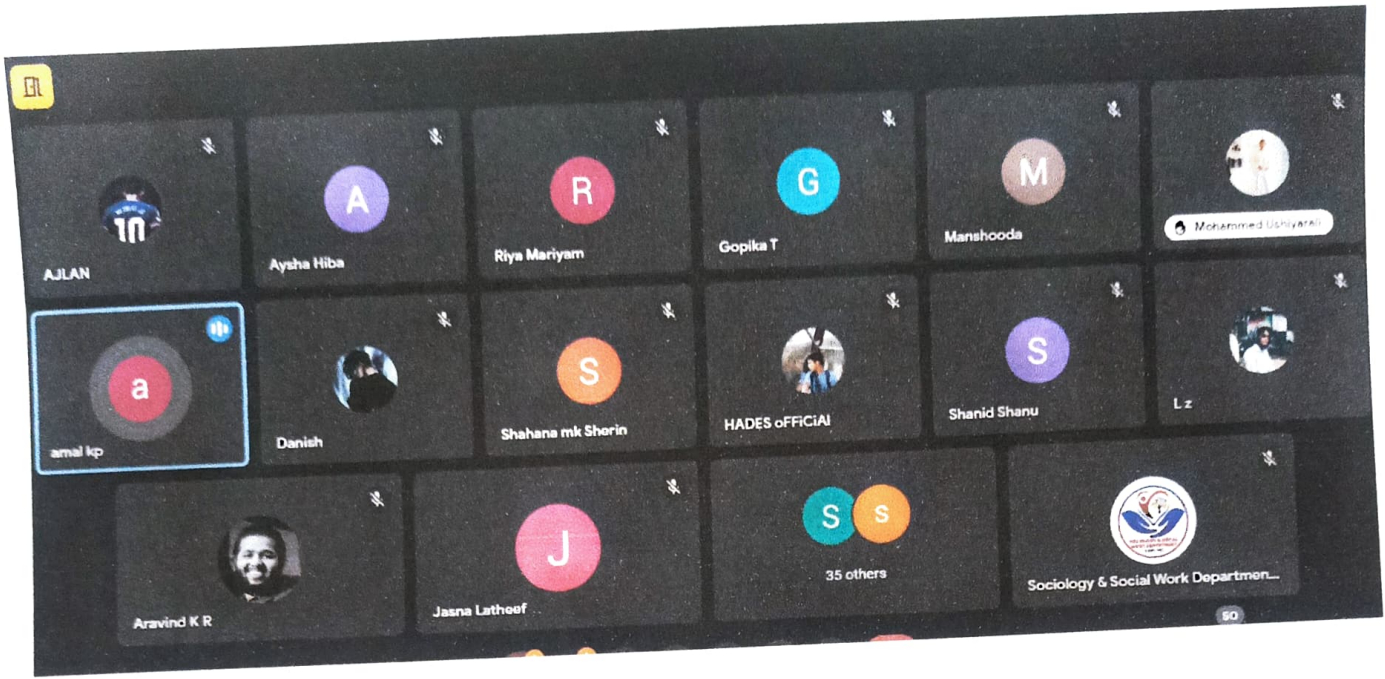 10
AJLAN
A
Aysha Hiba
R
Riya Mariyam
G
Gopika T
M
Manshooda
Mohammed Ushiyarali
a
amal kp
Danish
S
Shahana mk Sherin
HADES oFFiCiAl
S
Shanid Shanu
L z
Aravind K R
J
Jasna Latheef
S s
35 others
Sociology & Social Work Departmen...
50